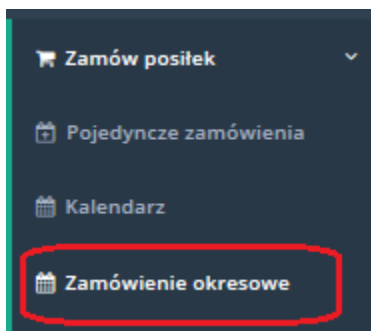 Zamów posiłek
Pojedyncze zamówienia
Kalendarz
Zamówienie okresowe